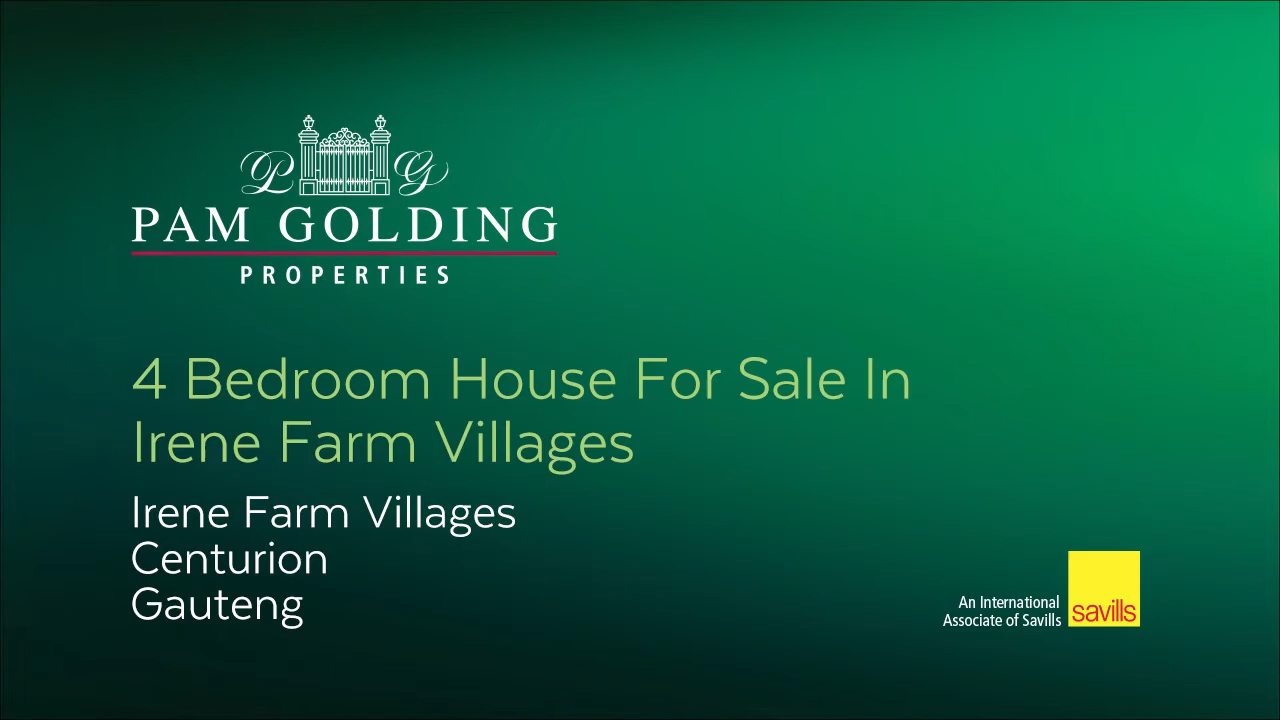 P G
PAM GOLDING
PROPERTIES
4 Bedroom House For Sale In
Irene Farm Villages
Irene Farm Villages
Centurion
Gauteng
An International
Associate of Savills
savills